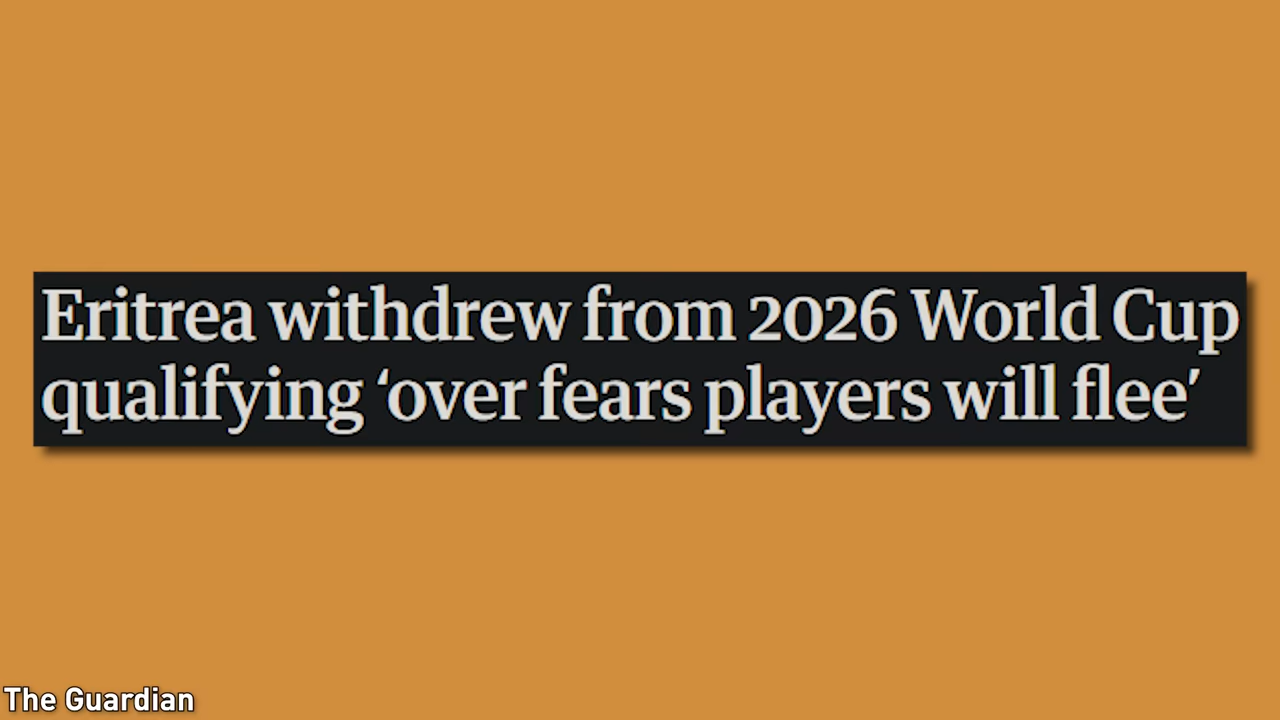 Eritrea withdrew from 2026 World Cup
qualifying ‘over fears players will flee’
The Guardian